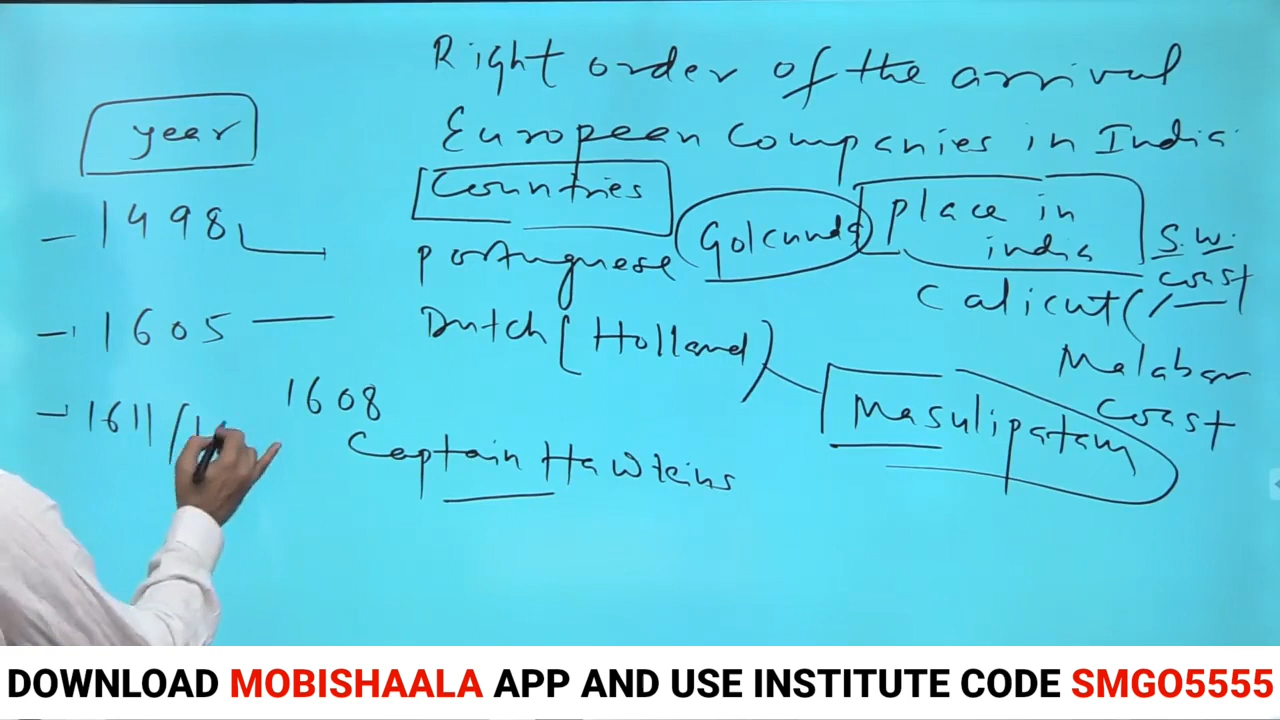 Right order of the arrival
European Companies in India
year
Countries
Place in
india
1498
Portuguese
Golcunda
S.W.
coast
Calicut(
Malabar
coast
1605
Dutch (Holland)
Masulipatam
1611/
1608
Captain Hawkins
DOWNLOAD MOBISHAALA APP AND USE INSTITUTE CODE SMGO5555